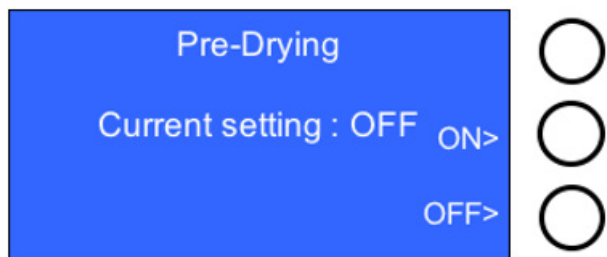 Pre-Drying
Current setting : OFF ON>
OFF>